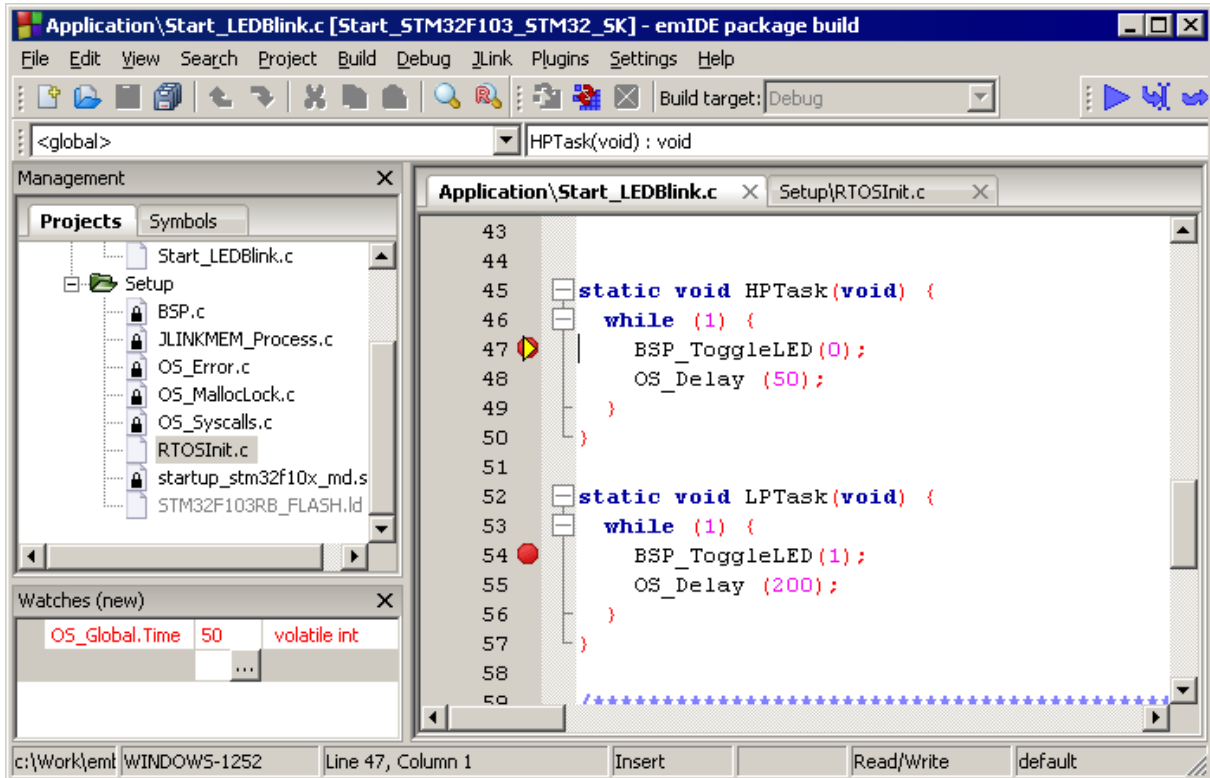 Application\Start_LEDBlink.c [Start_STM32F103_STM32_SK] - emIDE package build
File Edit View Search Project Build Debug JLink Plugins Settings Help
Build target: Debug
<global> HPTask(void) : void
Management
Projects Symbols
Start_LEDBlink.c
Setup
BSP.c
JLINKMEM_Process.c
OS_Error.c
OS_MallocLock.c
OS_Syscalls.c
RTOSInit.c
startup_stm32f10x_md.s
STM32F103RB_FLASH.ld
Watches (new)
OS_Global.Time 50 volatile int
...
Application\Start_LEDBlink.c Setup\RTOSInit.c
43
44
45 static void HPTask(void) {
46 while (1) {
47 BSP_ToggleLED(0);
48 OS_Delay (50);
49 }
50 }
51
52 static void LPTask(void) {
53 while (1) {
54 BSP_ToggleLED(1);
55 OS_Delay (200);
56 }
57 }
58
59 /******************************************
c:\Work\emb WINDOWS-1252 Line 47, Column 1 Insert Read/Write default